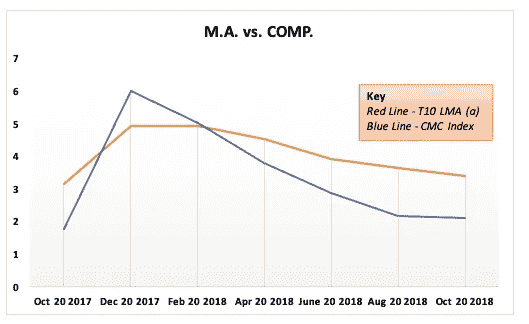 M.A. vs. COMP.
7
6
5
4
3
2
1
0
Key
Red Line - T10 LMA (a)
Blue Line - CMC Index
Oct 20 2017 Dec 20 2017 Feb 20 2018 Apr 20 2018 June 20 2018 Aug 20 2018 Oct 20 2018